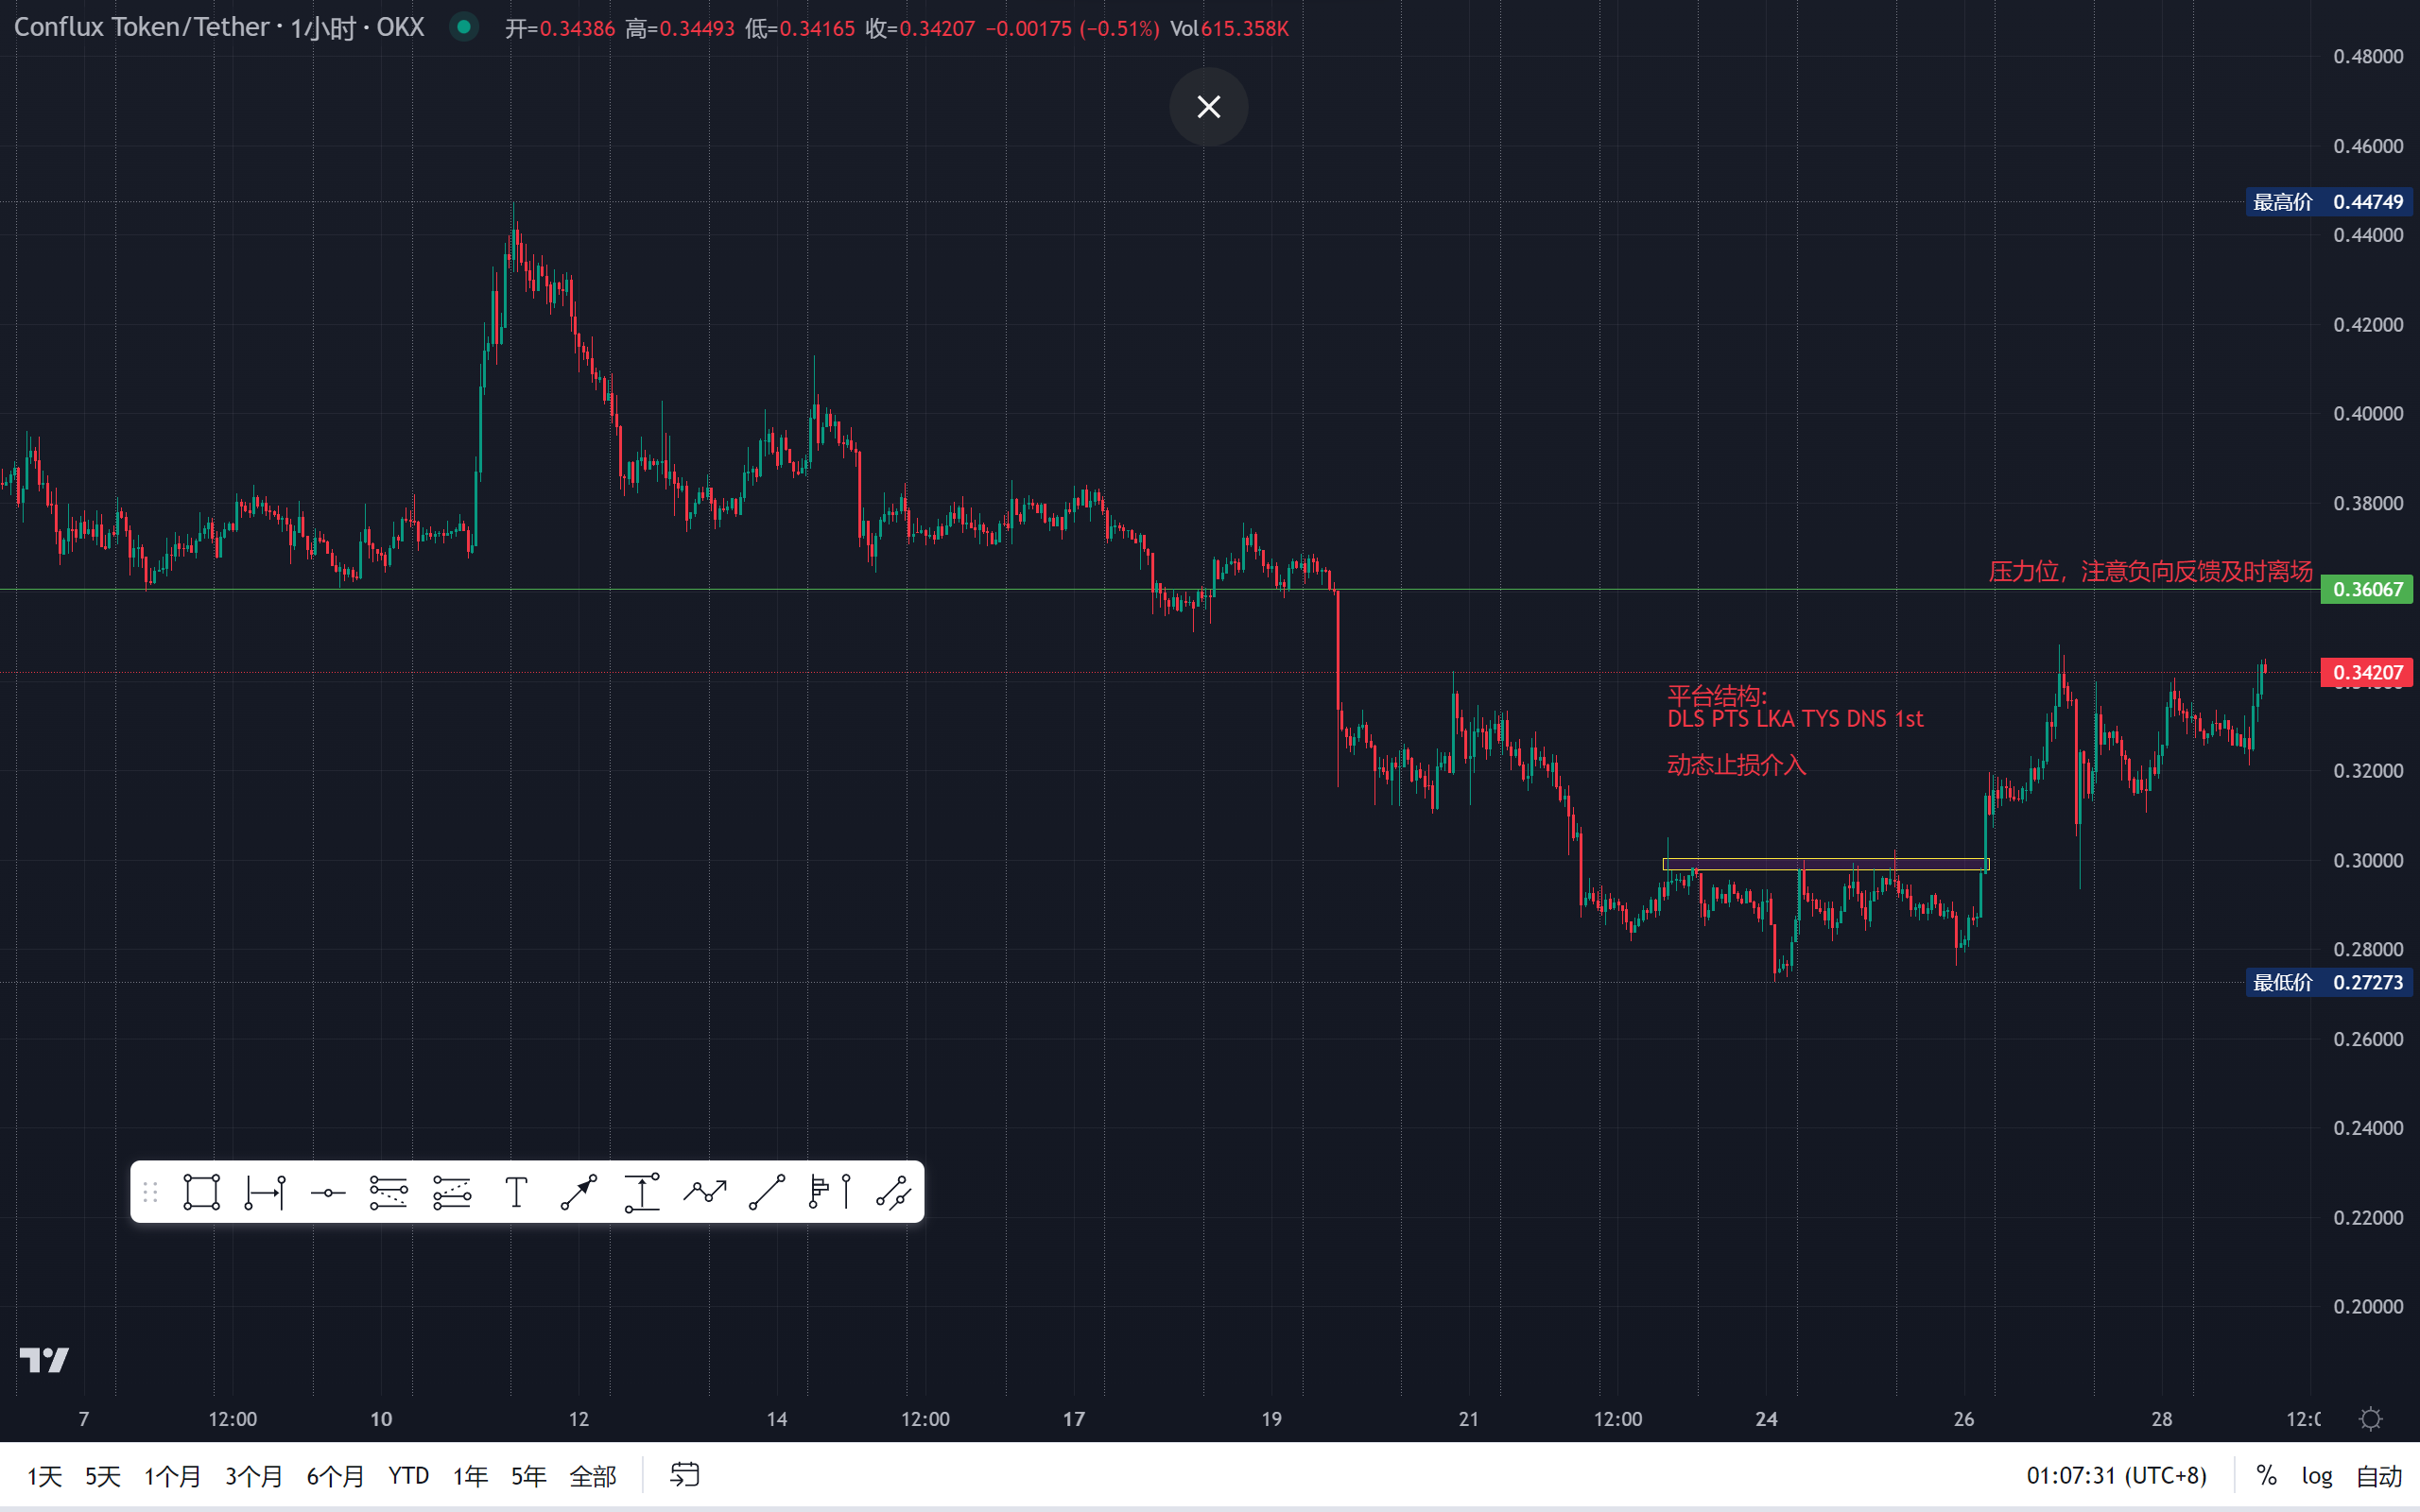 Conflux Token/Tether · 1小时 · OKX
开=0.34386 高=0.34493 低=0.34165 收=0.34207 −0.00175 (−0.51%) Vol615.358K
0.48000
0.46000
最高价 0.44749
0.44000
0.42000
0.40000
0.38000
压力位，注意负向反馈及时离场
0.36067
0.34207
平台结构:
DLS PTS LKA TYS DNS 1st
动态止损介入
0.32000
0.30000
0.28000
最低价 0.27273
0.26000
0.24000
0.22000
0.20000
7 12:00 10 12 14 12:00 17 19 21 12:00 24 26 28
1天 5天 1个月 3个月 6个月 YTD 1年 5年 全部 01:07:31 (UTC+8) % log 自动